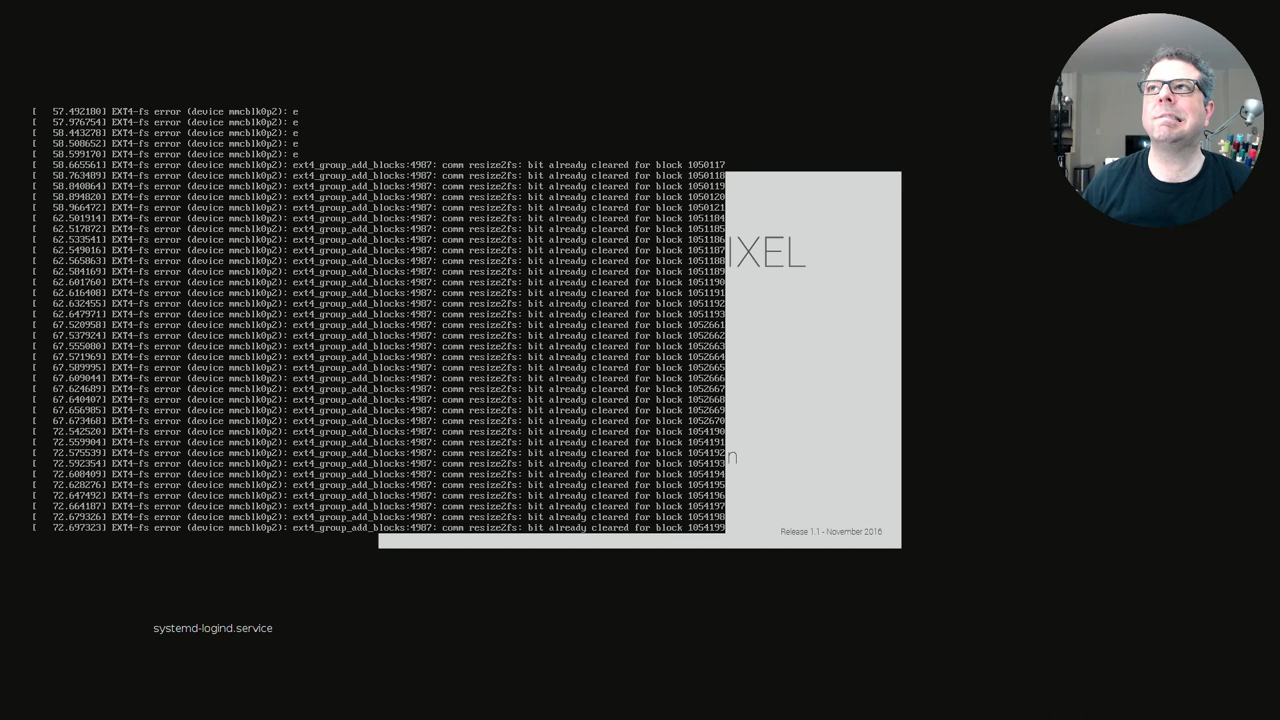 [   57.492180] EXT4-fs error (device mmcblk0p2): e
[   57.976754] EXT4-fs error (device mmcblk0p2): e
[   58.443278] EXT4-fs error (device mmcblk0p2): e
[   58.508652] EXT4-fs error (device mmcblk0p2): e
[   58.599170] EXT4-fs error (device mmcblk0p2): e
[   58.665561] EXT4-fs error (device mmcblk0p2): ext4_group_add_blocks:4987: comm resize2fs: bit already cleared for block 1050117
[   58.763489] EXT4-fs error (device mmcblk0p2): ext4_group_add_blocks:4987: comm resize2fs: bit already cleared for block 1050118
[   58.840864] EXT4-fs error (device mmcblk0p2): ext4_group_add_blocks:4987: comm resize2fs: bit already cleared for block 1050119
[   58.894820] EXT4-fs error (device mmcblk0p2): ext4_group_add_blocks:4987: comm resize2fs: bit already cleared for block 1050120
[   58.966472] EXT4-fs error (device mmcblk0p2): ext4_group_add_blocks:4987: comm resize2fs: bit already cleared for block 1050121
[   62.501914] EXT4-fs error (device mmcblk0p2): ext4_group_add_blocks:4987: comm resize2fs: bit already cleared for block 1051184
[   62.517872] EXT4-fs error (device mmcblk0p2): ext4_group_add_blocks:4987: comm resize2fs: bit already cleared for block 1051185
[   62.533541] EXT4-fs error (device mmcblk0p2): ext4_group_add_blocks:4987: comm resize2fs: bit already cleared for block 1051186
[   62.549016] EXT4-fs error (device mmcblk0p2): ext4_group_add_blocks:4987: comm resize2fs: bit already cleared for block 1051187
[   62.565863] EXT4-fs error (device mmcblk0p2): ext4_group_add_blocks:4987: comm resize2fs: bit already cleared for block 1051188
[   62.584169] EXT4-fs error (device mmcblk0p2): ext4_group_add_blocks:4987: comm resize2fs: bit already cleared for block 1051189
[   62.601760] EXT4-fs error (device mmcblk0p2): ext4_group_add_blocks:4987: comm resize2fs: bit already cleared for block 1051190
[   62.616408] EXT4-fs error (device mmcblk0p2): ext4_group_add_blocks:4987: comm resize2fs: bit already cleared for block 1051191
[   62.632455] EXT4-fs error (device mmcblk0p2): ext4_group_add_blocks:4987: comm resize2fs: bit already cleared for block 1051192
[   62.647971] EXT4-fs error (device mmcblk0p2): ext4_group_add_blocks:4987: comm resize2fs: bit already cleared for block 1051193
[   67.520958] EXT4-fs error (device mmcblk0p2): ext4_group_add_blocks:4987: comm resize2fs: bit already cleared for block 1052661
[   67.537924] EXT4-fs error (device mmcblk0p2): ext4_group_add_blocks:4987: comm resize2fs: bit already cleared for block 1052662
[   67.555080] EXT4-fs error (device mmcblk0p2): ext4_group_add_blocks:4987: comm resize2fs: bit already cleared for block 1052663
[   67.571969] EXT4-fs error (device mmcblk0p2): ext4_group_add_blocks:4987: comm resize2fs: bit already cleared for block 1052664
[   67.589995] EXT4-fs error (device mmcblk0p2): ext4_group_add_blocks:4987: comm resize2fs: bit already cleared for block 1052665
[   67.609044] EXT4-fs error (device mmcblk0p2): ext4_group_add_blocks:4987: comm resize2fs: bit already cleared for block 1052666
[   67.624689] EXT4-fs error (device mmcblk0p2): ext4_group_add_blocks:4987: comm resize2fs: bit already cleared for block 1052667
[   67.640407] EXT4-fs error (device mmcblk0p2): ext4_group_add_blocks:4987: comm resize2fs: bit already cleared for block 1052668
[   67.656985] EXT4-fs error (device mmcblk0p2): ext4_group_add_blocks:4987: comm resize2fs: bit already cleared for block 1052669
[   67.673468] EXT4-fs error (device mmcblk0p2): ext4_group_add_blocks:4987: comm resize2fs: bit already cleared for block 1052670
[   72.542520] EXT4-fs error (device mmcblk0p2): ext4_group_add_blocks:4987: comm resize2fs: bit already cleared for block 1054190
[   72.559904] EXT4-fs error (device mmcblk0p2): ext4_group_add_blocks:4987: comm resize2fs: bit already cleared for block 1054191
[   72.575539] EXT4-fs error (device mmcblk0p2): ext4_group_add_blocks:4987: comm resize2fs: bit already cleared for block 1054192
[   72.592354] EXT4-fs error (device mmcblk0p2): ext4_group_add_blocks:4987: comm resize2fs: bit already cleared for block 1054193
[   72.608409] EXT4-fs error (device mmcblk0p2): ext4_group_add_blocks:4987: comm resize2fs: bit already cleared for block 1054194
[   72.628276] EXT4-fs error (device mmcblk0p2): ext4_group_add_blocks:4987: comm resize2fs: bit already cleared for block 1054195
[   72.647492] EXT4-fs error (device mmcblk0p2): ext4_group_add_blocks:4987: comm resize2fs: bit already cleared for block 1054196
[   72.664187] EXT4-fs error (device mmcblk0p2): ext4_group_add_blocks:4987: comm resize2fs: bit already cleared for block 1054197
[   72.679326] EXT4-fs error (device mmcblk0p2): ext4_group_add_blocks:4987: comm resize2fs: bit already cleared for block 1054198
[   72.697323] EXT4-fs error (device mmcblk0p2): ext4_group_add_blocks:4987: comm resize2fs: bit already cleared for block 1054199
IXEL
n
Release 1.1 - November 2016
systemd-logind.service